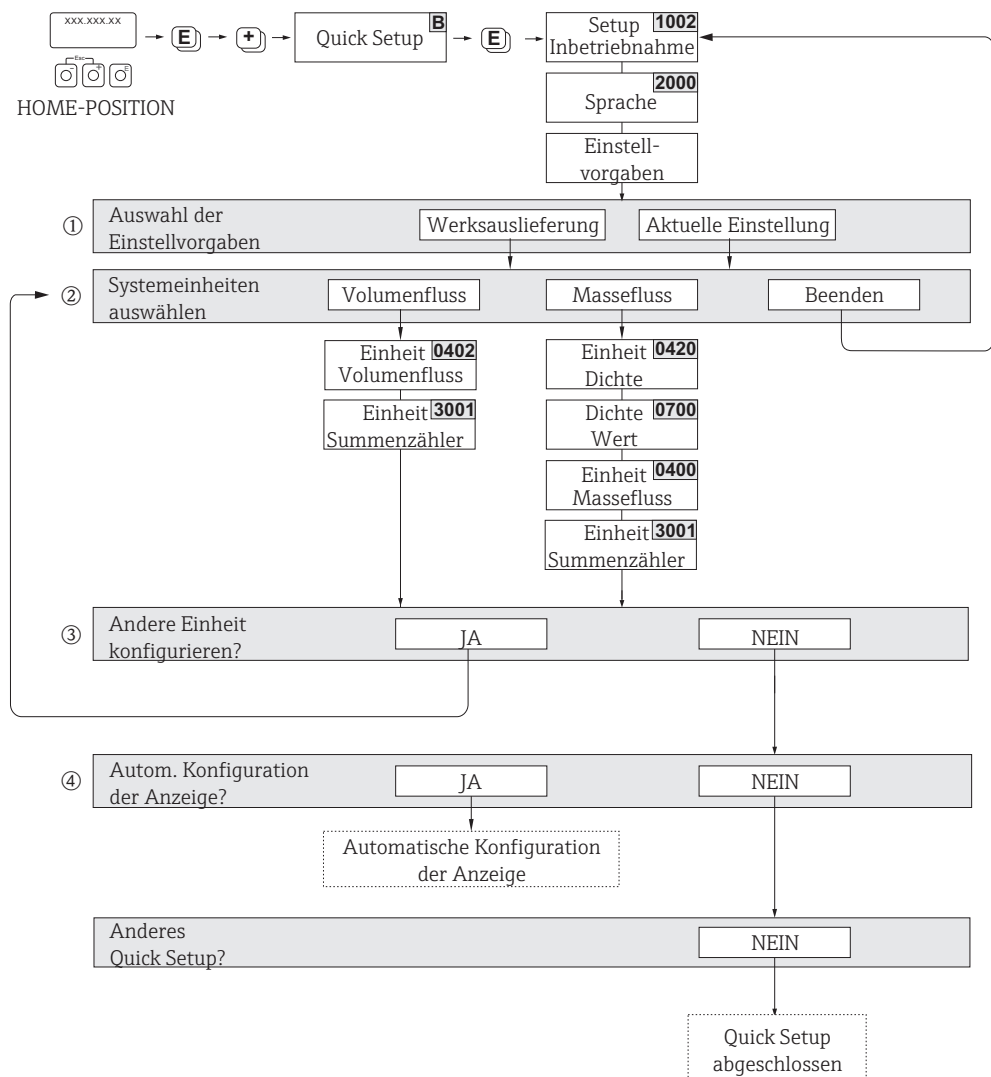 xxx.xxx.xx
E
+
Quick Setup
B
E
Setup
1002
Inbetriebnahme
Esc
-
+
E
HOME-POSITION
2000
Sprache
Einstell-
vorgaben
①
Auswahl der
Einstellvorgaben
Werksauslieferung
Aktuelle Einstellung
②
Systemeinheiten
auswählen
Volumenfluss
Massefluss
Beenden
Einheit
0402
Volumenfluss
Einheit
3001
Summenzähler
Einheit
0420
Dichte
Dichte
0700
Wert
Einheit
0400
Massefluss
Einheit
3001
Summenzähler
③
Andere Einheit
konfigurieren?
JA
NEIN
④
Autom. Konfiguration
der Anzeige?
JA
NEIN
Automatische Konfiguration
der Anzeige
Anderes
Quick Setup?
NEIN
Quick Setup
abgeschlossen